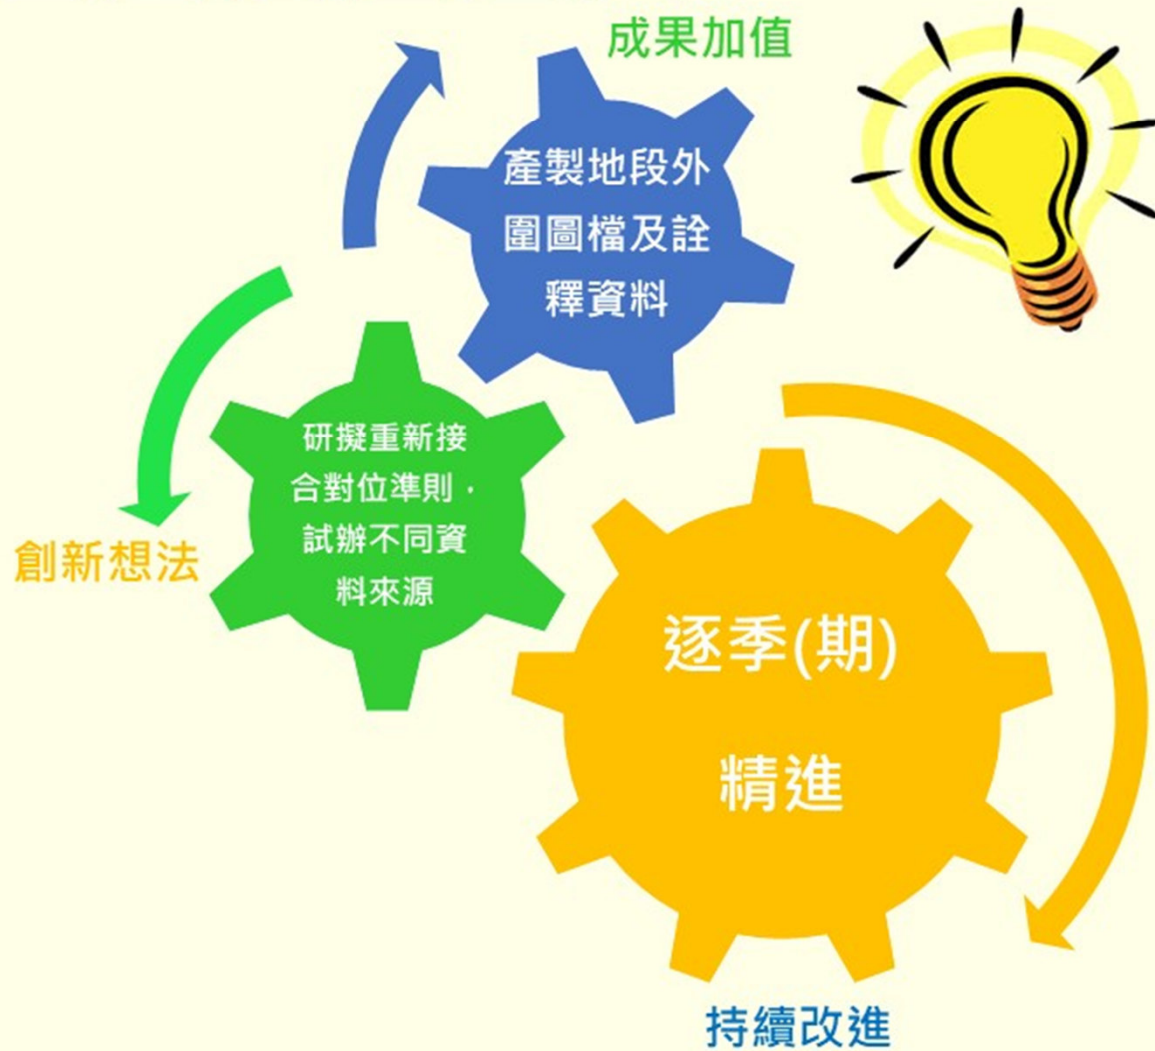 成果加值
產製地段外
圍圖檔及詮
釋資料
研擬重新接
合對位準則，
試辦不同資
料來源
創新想法
逐季(期)
精進
持續改進